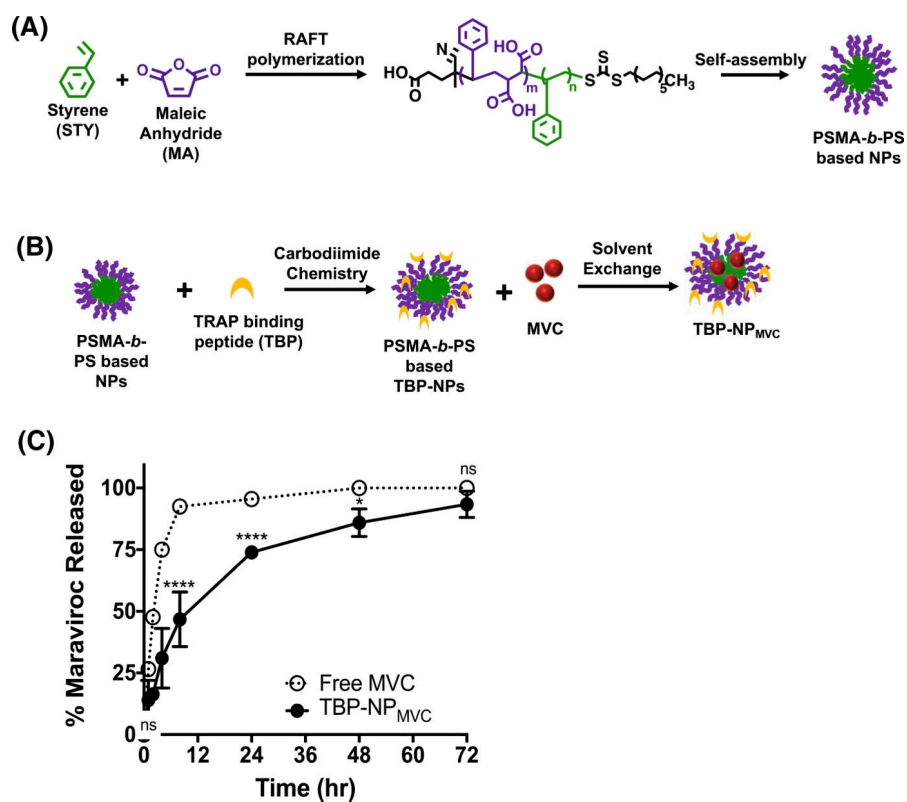 (A)
Styrene
(STY)
+
O O O
Maleic
Anhydride
(MA)
RAFT
polymerization
HO
O
N
O
OH
m
O
OH
n
S
S
S
5
CH3
Self-assembly
PSMA-b-PS
based NPs
(B)
PSMA-b-
PS based
NPs
+
TRAP binding
peptide (TBP)
Carbodiimide
Chemistry
PSMA-b-PS
based
TBP-NPs
+
MVC
Solvent
Exchange
TBP-NPMVC
(C)
% Maraviroc Released
100
75
50
25
0
ns
****
****
*
ns
Free MVC
TBP-NPMVC
0 12 24 36 48 60 72
Time (hr)